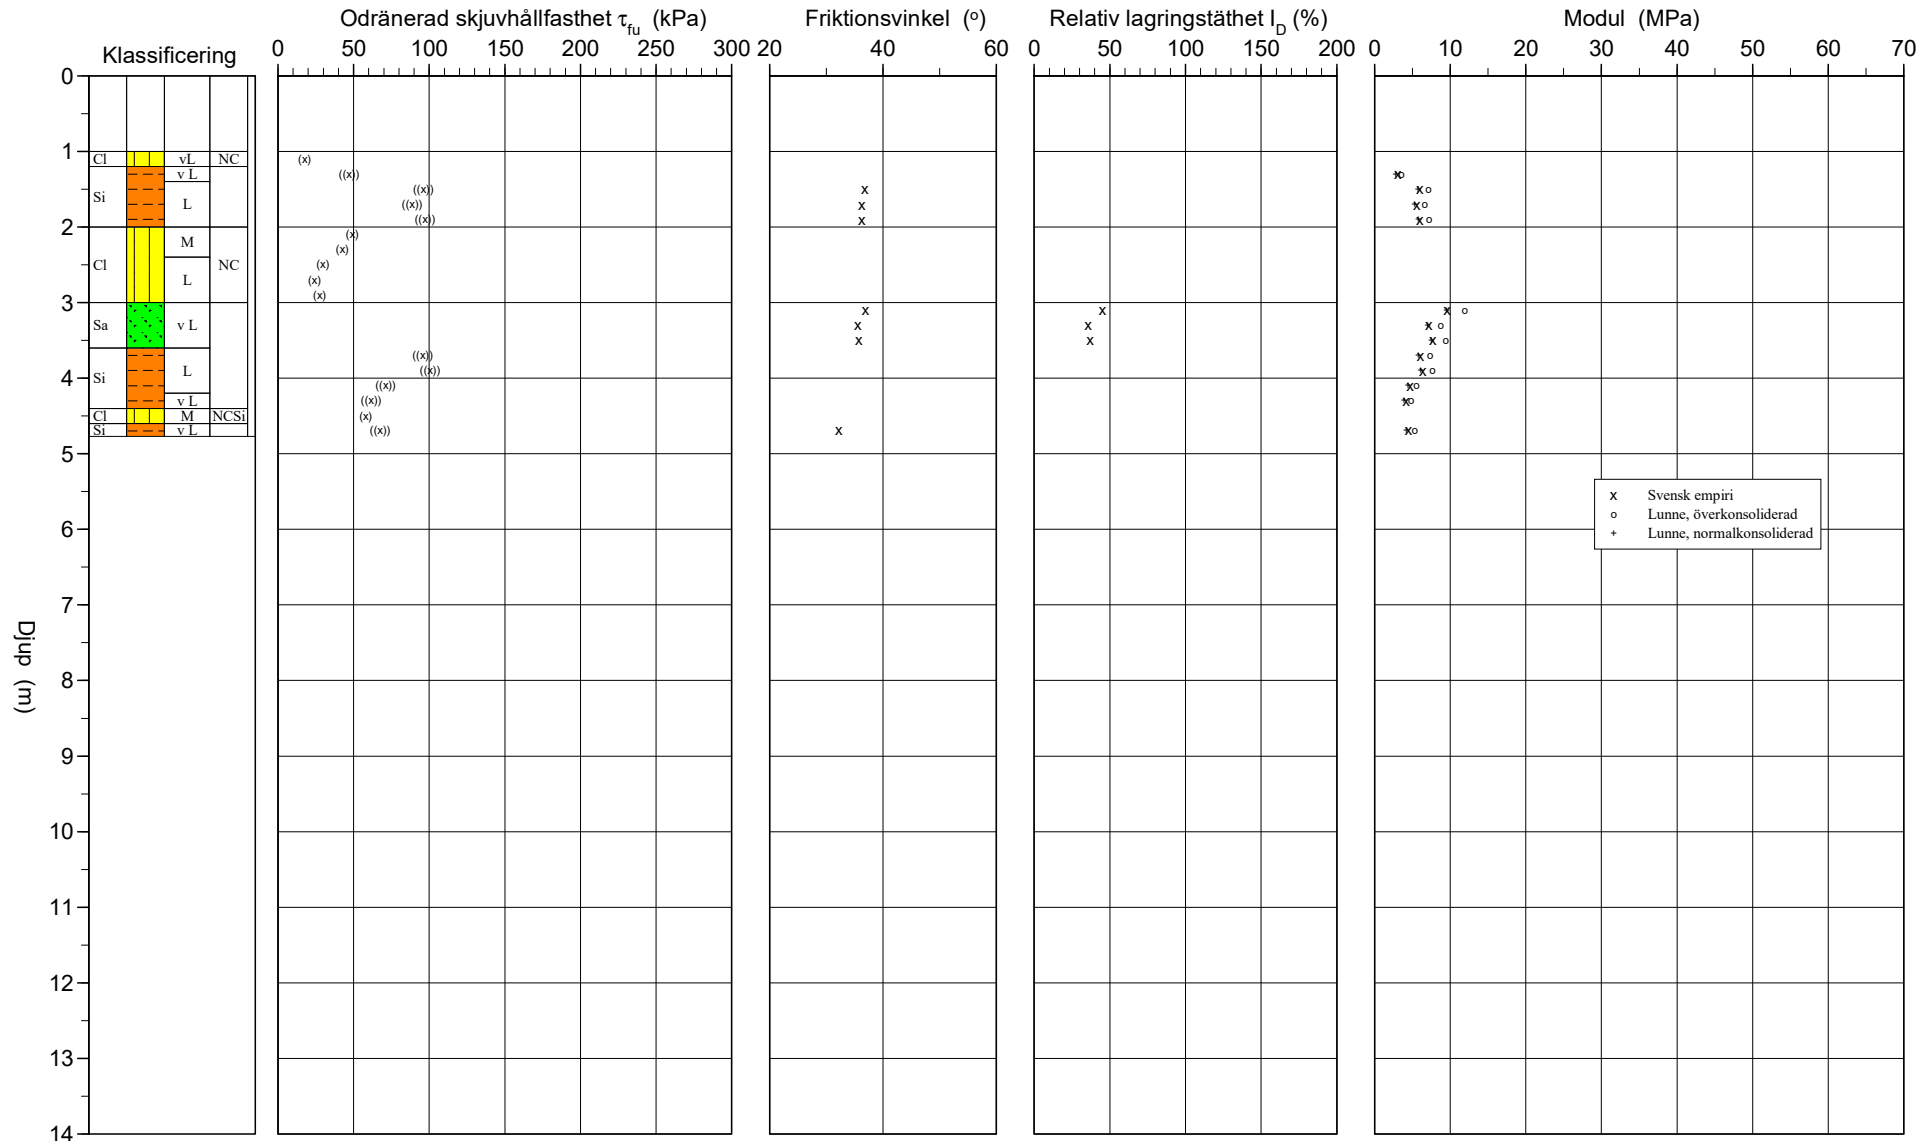 Odränerad skjuvhållfasthet τfu (kPa)
Friktionsvinkel (o)
Relativ lagringstäthet ID (%)
Modul (MPa)
Klassificering
0 50 100 150 200 250 300
20 40 60
0 50 100 150 200
0 10 20 30 40 50 60 70
0
1
Cl vL NC
v L
Si
L
2
M
Cl NC
L
3
Sa v L
L
Si
4
v L
Cl M NCSi
Si v L
5
x Svensk empiri
o Lunne, överkonsoliderad
+ Lunne, normalkonsoliderad
6
7
8
9
10
11
12
13
14
Djup (m)